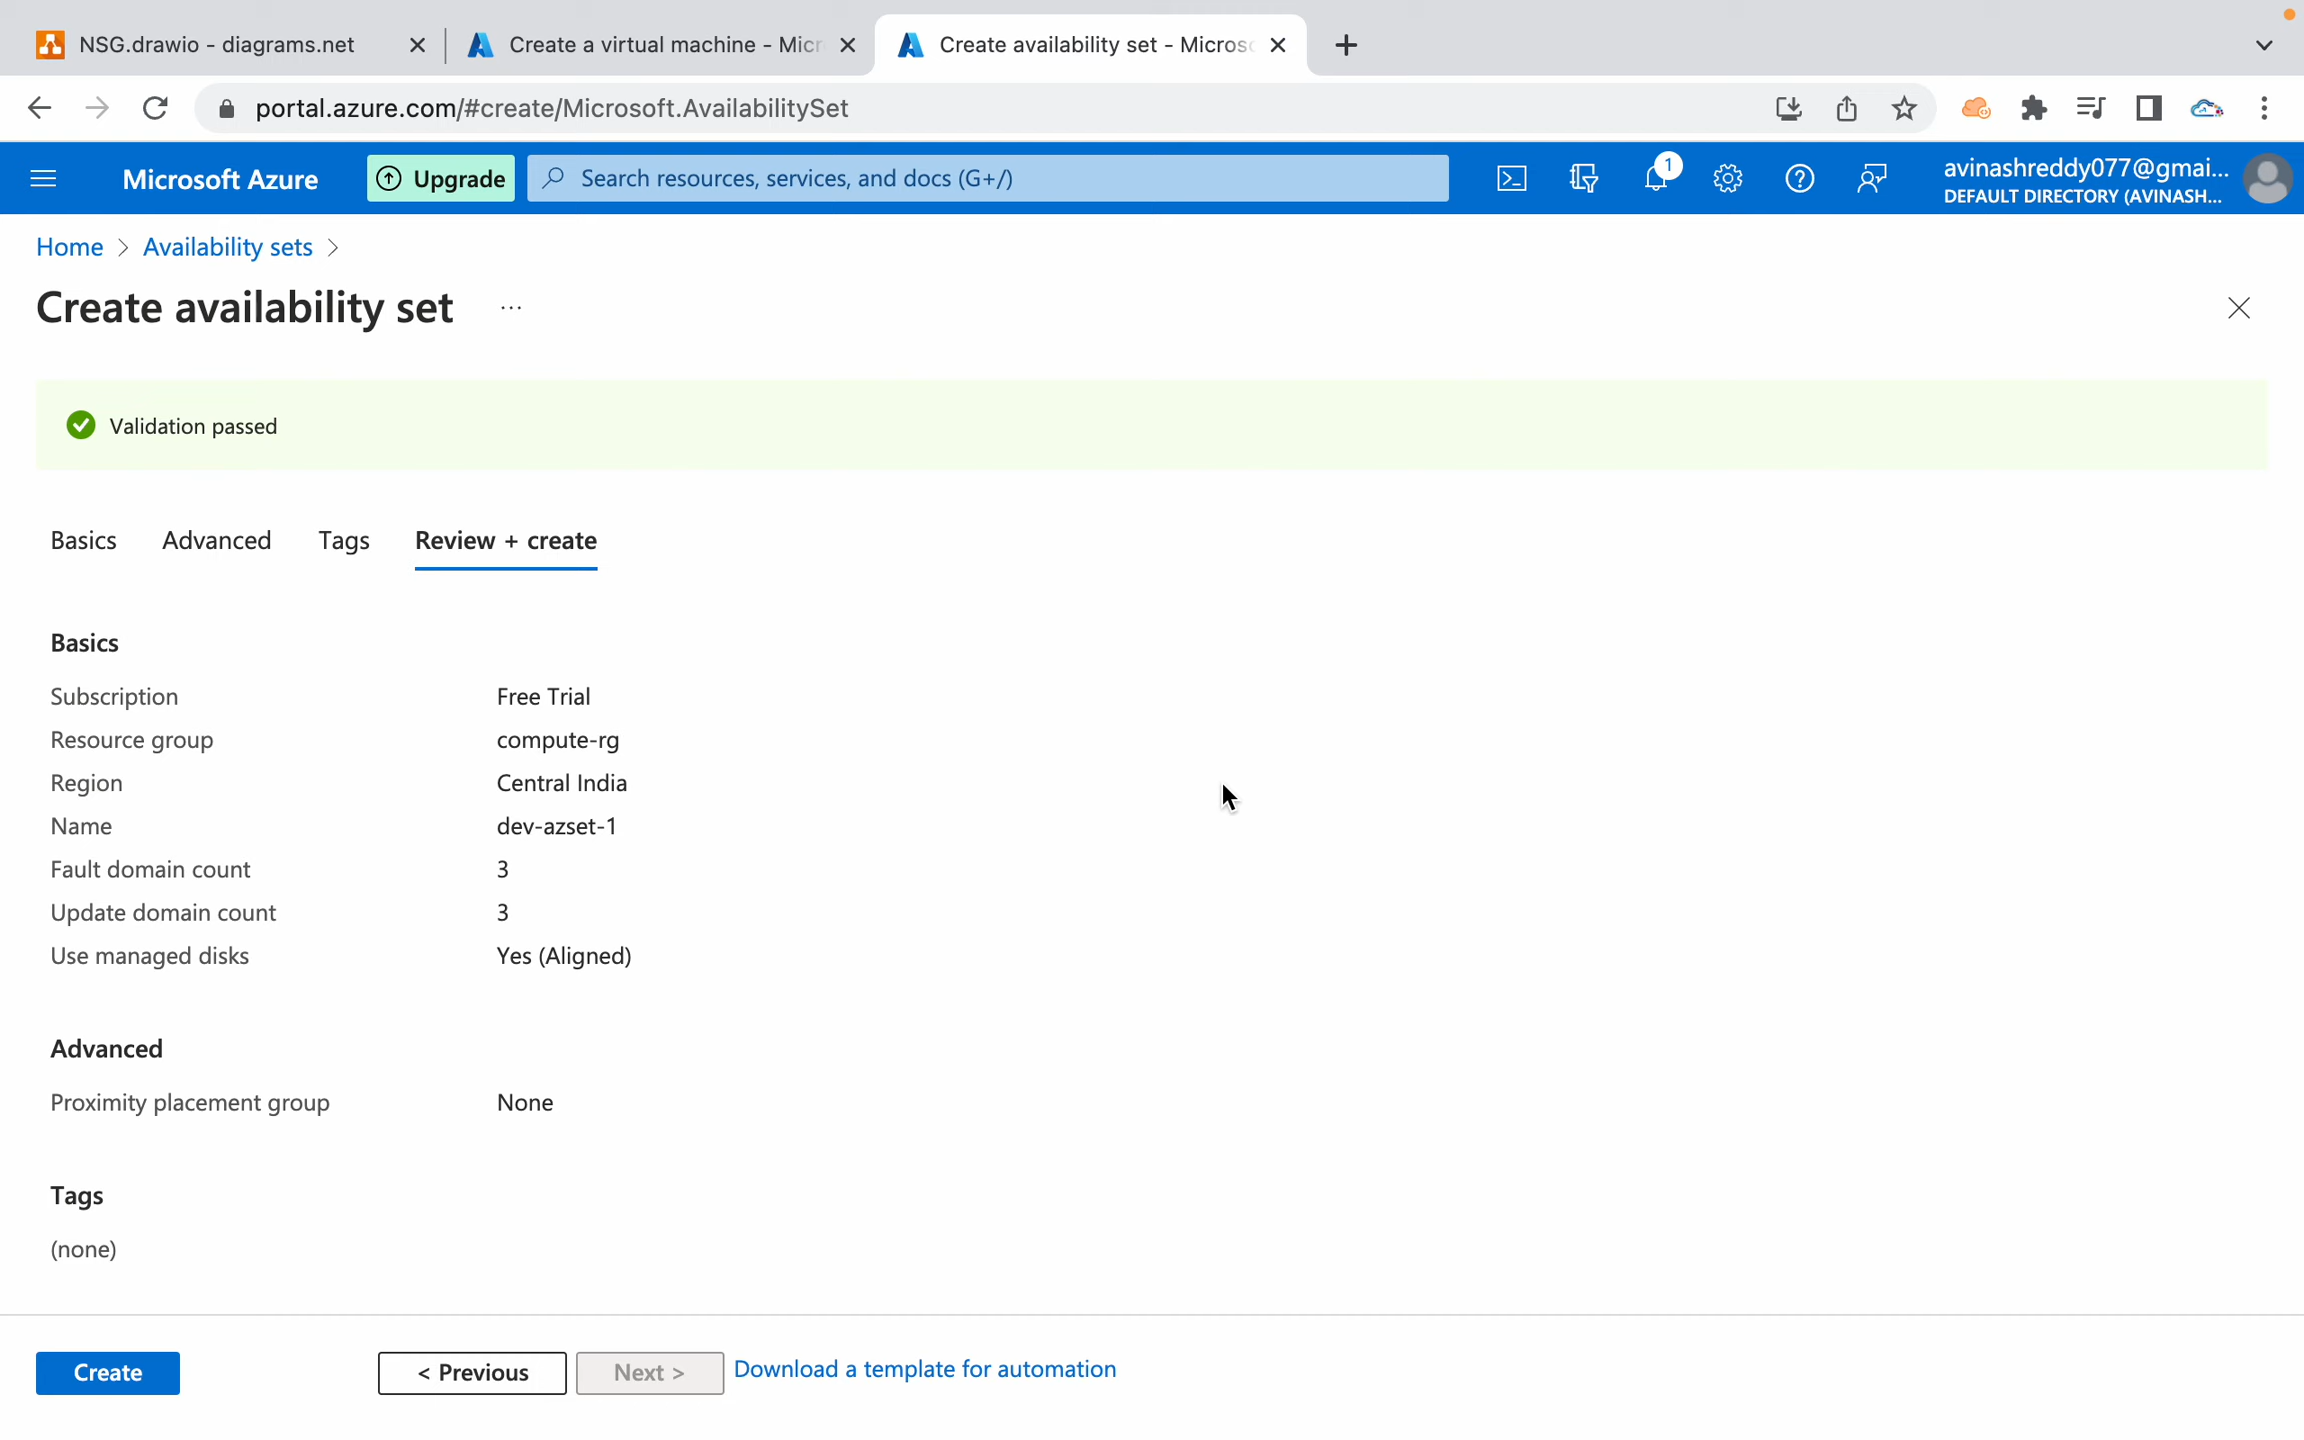 NSG.drawio - diagrams.net
Create a virtual machine - Micr
Create availability set - Micros
portal.azure.com/#create/Microsoft.AvailabilitySet
Microsoft Azure
Upgrade
Search resources, services, and docs (G+/)
1
avinashreddy077@gmai...
DEFAULT DIRECTORY (AVINASH...
Home > Availability sets >
Create availability set ...
Validation passed
Basics Advanced Tags Review + create
Basics
Subscription Free Trial
Resource group compute-rg
Region Central India
Name dev-azset-1
Fault domain count 3
Update domain count 3
Use managed disks Yes (Aligned)
Advanced
Proximity placement group None
Tags
(none)
Create < Previous Next > Download a template for automation